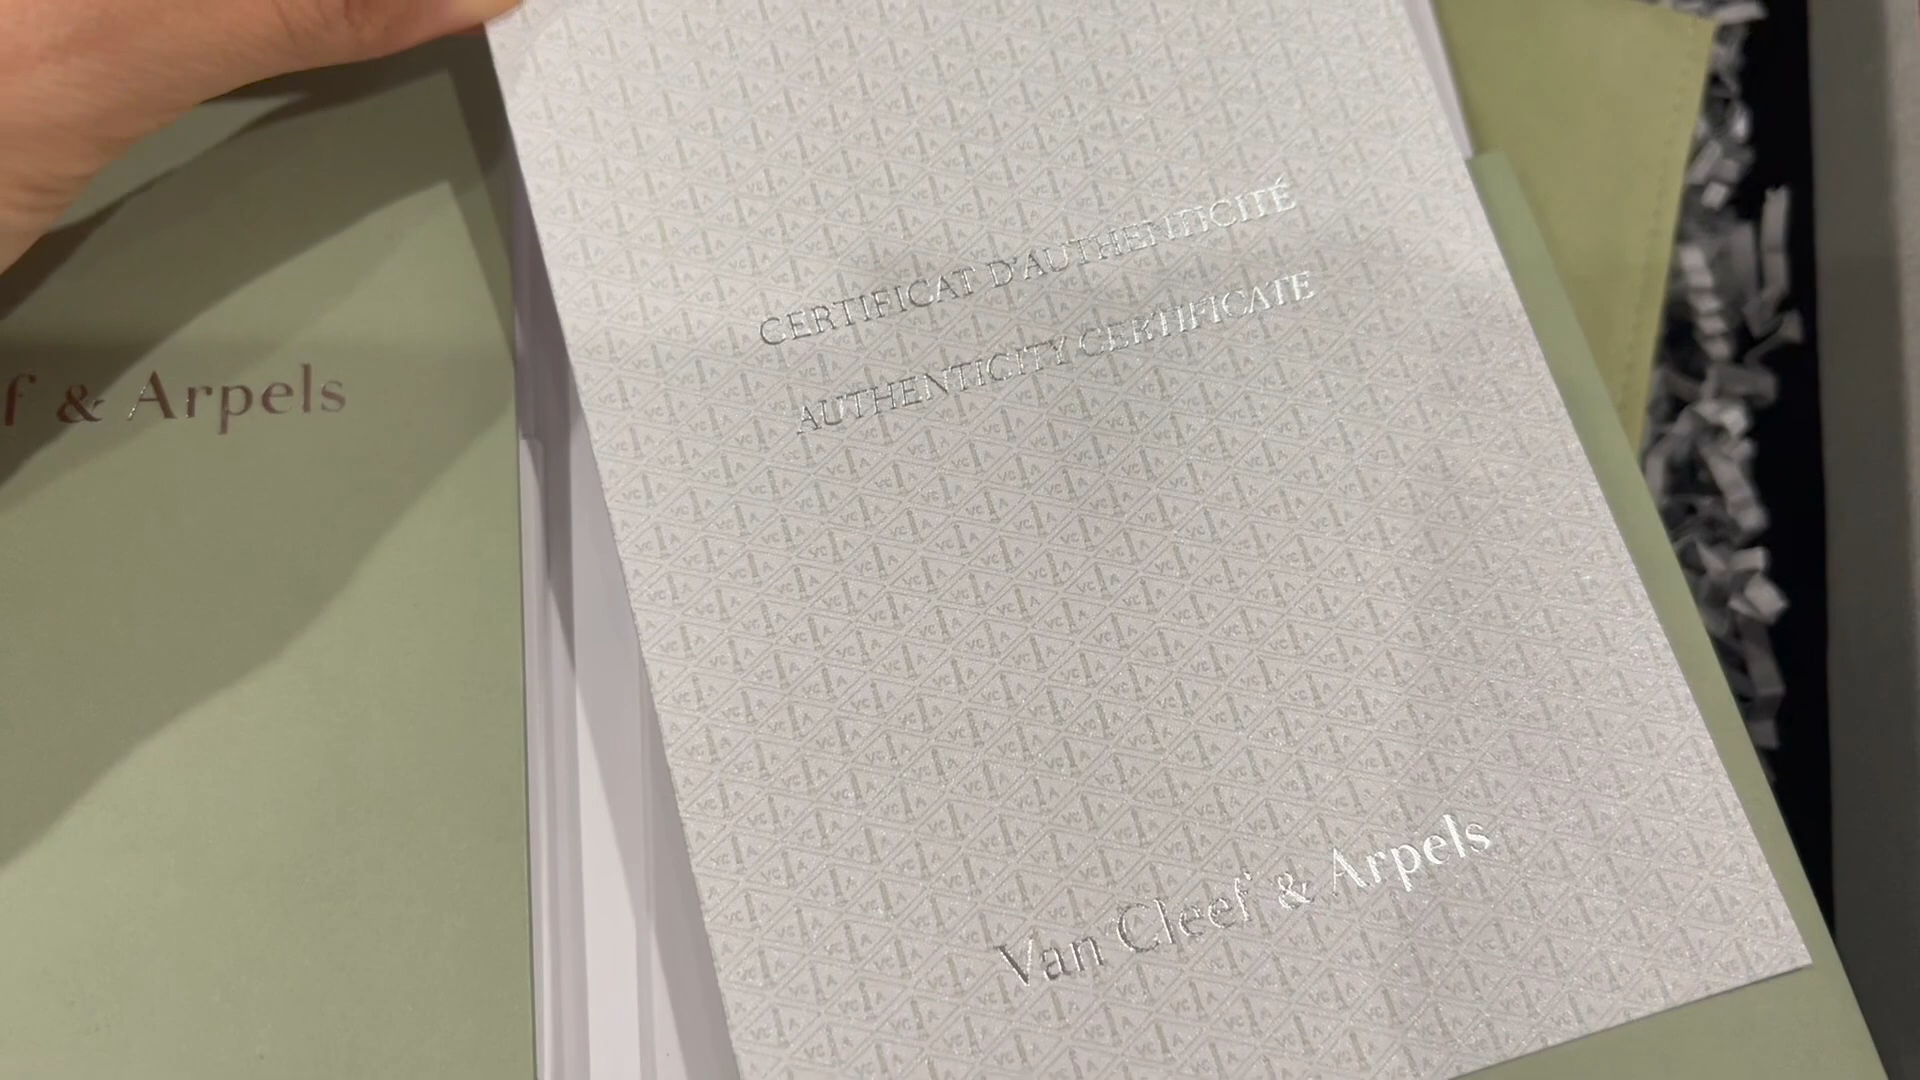 f & Arpels
CERTIFICAT D'AUTHENTICITÉ
AUTHENTICITY CERTIFICATE
Van Cleef & Arpels